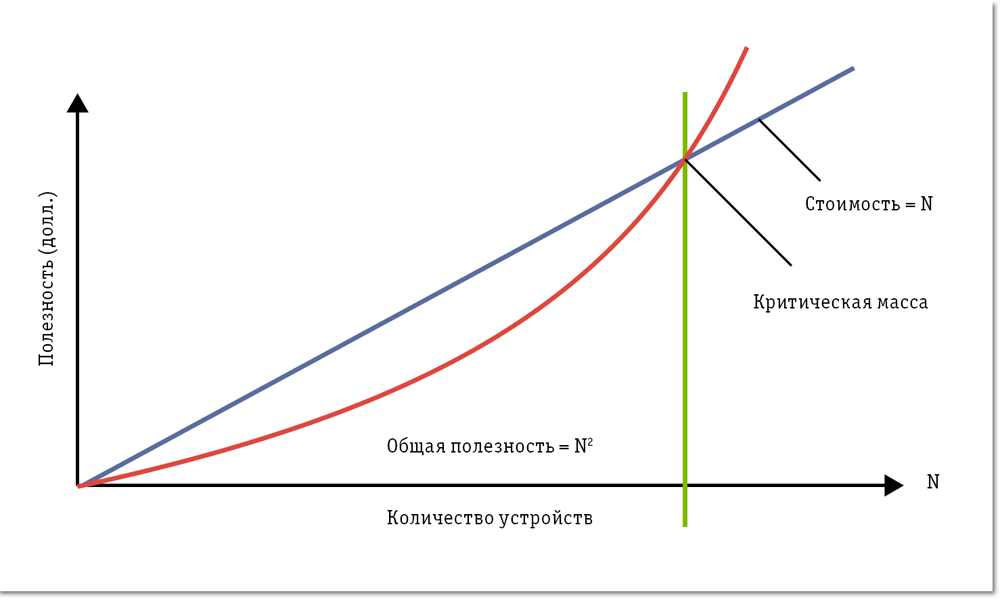 Полезность (долл.)
Стоимость = N
Критическая масса
Общая полезность = N²
N
Количество устройств